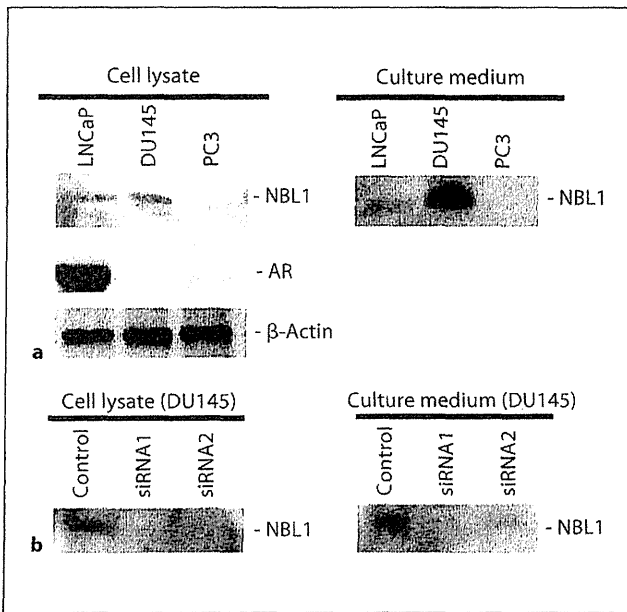 Cell lysate
Culture medium
LNCaP
DU145
PC3
LNCaP
DU145
PC3
- NBL1
- NBL1
- AR
- β-Actin
a
Cell lysate (DU145)
Culture medium (DU145)
Control
siRNA1
siRNA2
Control
siRNA1
siRNA2
- NBL1
- NBL1
b